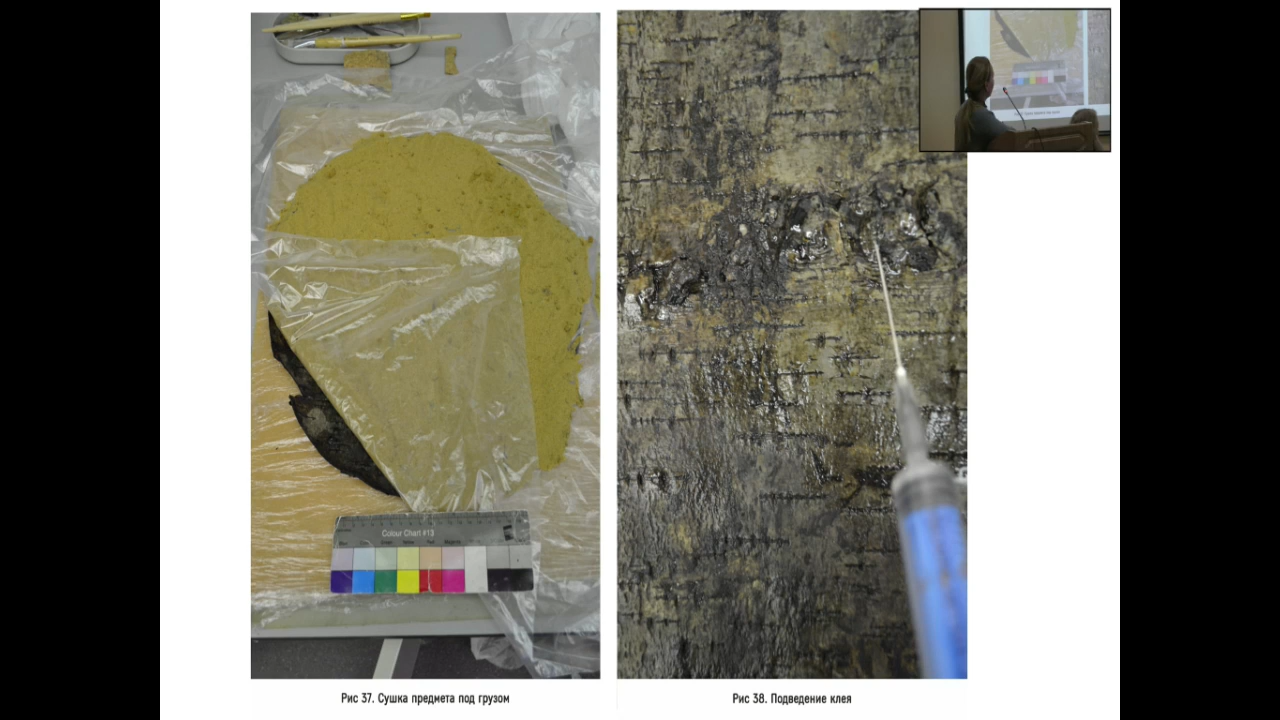 Colour Chart #13
Рис 37. Сушка предмета под грузом
Рис 38. Подведение клея